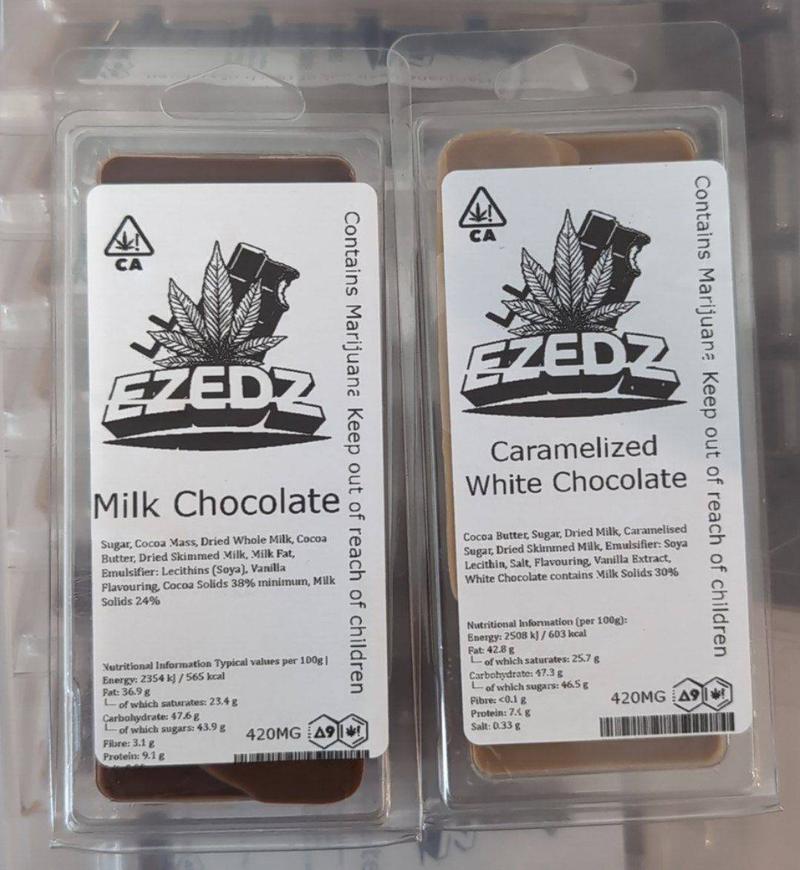 CA
EZEDZ
Milk Chocolate
Sugar, Cocoa Mass, Dried Whole Milk, Cocoa
Butter, Dried Skimmed Milk, Milk Fat,
Emulsifier: Lecithins (Soya), Vanilla
Flavouring, Cocoa Solids 38% minimum, Milk
Solids 24%
Nutritional Information Typical values per 100g |
Energy: 2354 kJ / 565 kcal
Fat: 36.9 g
of which saturates: 23.4 g
Carbohydrate: 47.6 g
of which sugars: 43.9 g
Fibre: 3.1 g
Protein: 9.1 g
420MG
Δ9
Contains Marijuana Keep out of reach of children
CA
EZEDZ
Caramelized
White Chocolate
Cocoa Butter, Sugar, Dried Milk, Caramelised
Sugar, Dried Skimmed Milk, Emulsifier: Soya
Lecithin, Salt, Flavouring, Vanilla Extract,
White Chocolate contains Milk Solids 30%
Nutritional Information (per 100g):
Energy: 2508 kJ / 603 kcal
Fat: 42.8 g
of which saturates: 25.7 g
Carbohydrate: 47.3 g
of which sugars: 46.5 g
Fibre: <0.1 g
Protein: g
Salt: 0.33 g
420MG
Δ9
Contains Marijuana Keep out of reach of children